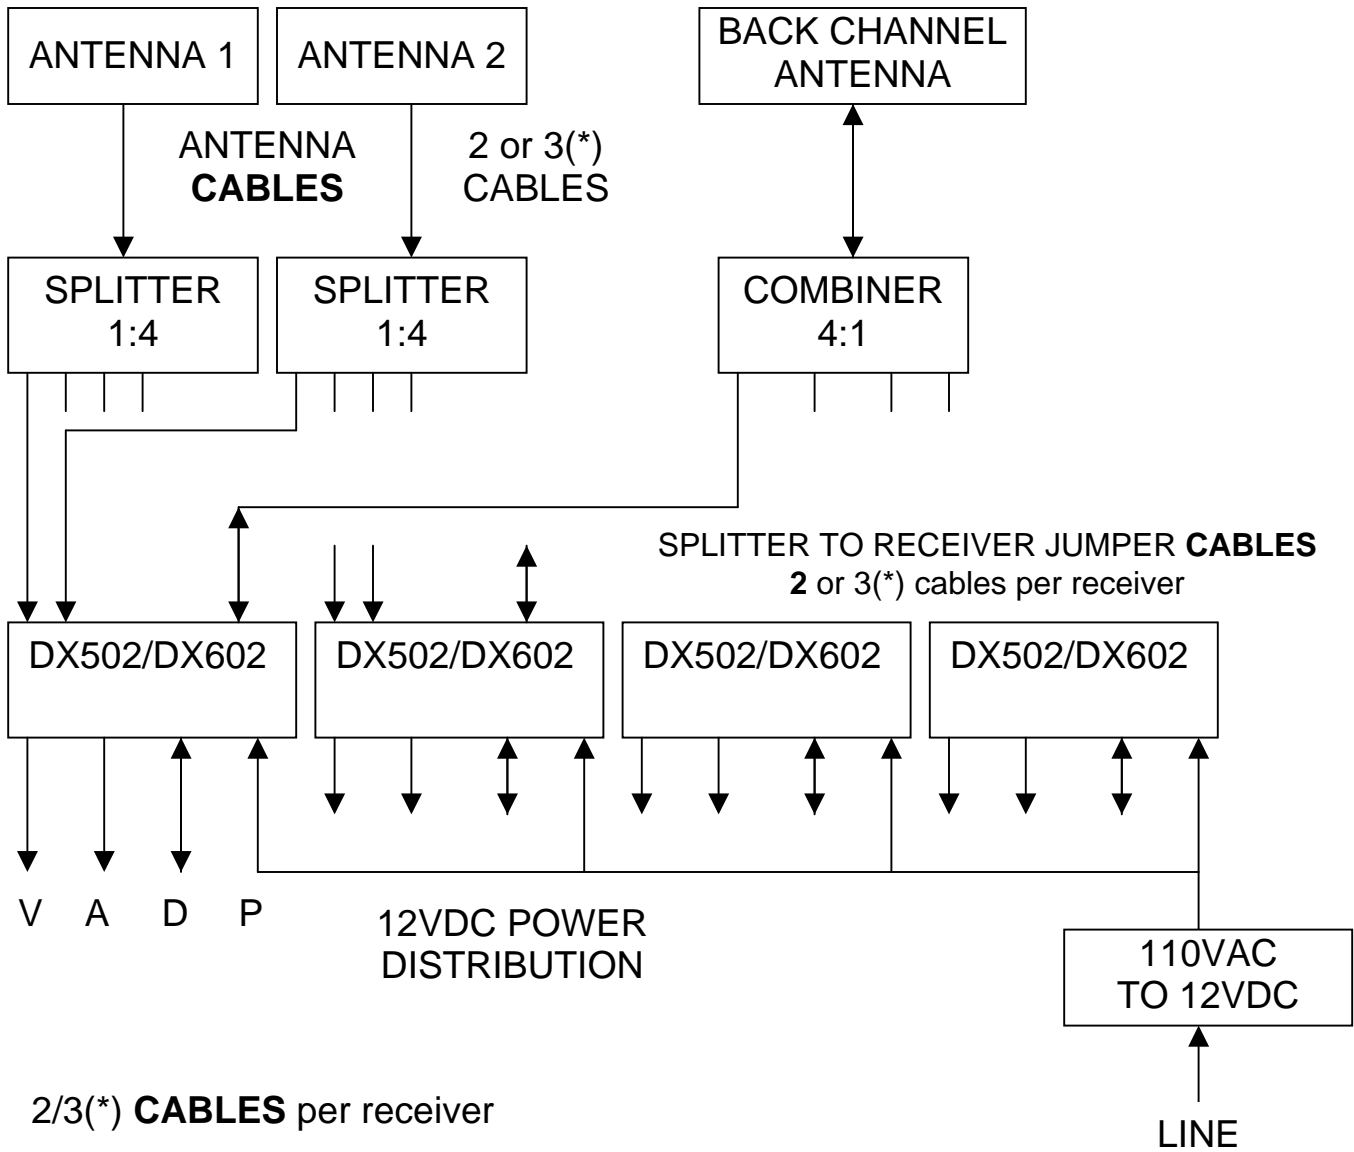 ANTENNA 1
ANTENNA 2
BACK CHANNEL
ANTENNA
ANTENNA
CABLES
2 or 3(*)
CABLES
SPLITTER
1:4
SPLITTER
1:4
COMBINER
4:1
SPLITTER TO RECEIVER JUMPER CABLES
2 or 3(*) cables per receiver
DX502/DX602
DX502/DX602
DX502/DX602
DX502/DX602
V A D P
12VDC POWER
DISTRIBUTION
110VAC
TO 12VDC
2/3(*) CABLES per receiver
LINE